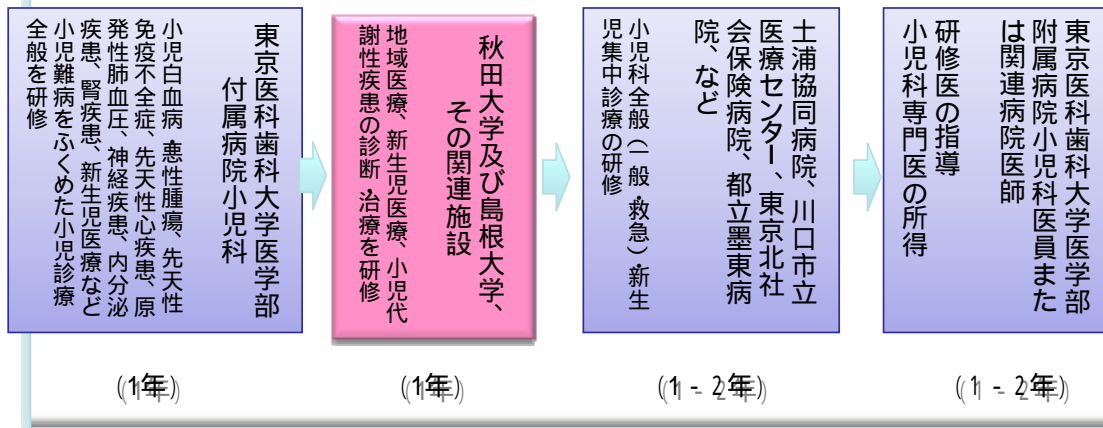 東京医科歯科大学医学部
付属病院小児科
小児白血病・悪性腫瘍、先天性
免疫不全症、先天性心疾患、原
発性肺血圧、神経疾患、内分泌
疾患、腎疾患、新生児医療など
小児難病をふくめた小児診療
全般を研修
(1年)
秋田大学及び島根大学、
その関連施設
地域医療、新生児医療、小児代
謝性疾患の診断・治療を研修
(1年)
土浦協同病院、川口市立
医療センター、東京北社
会保険病院、都立墨東病
院、など
小児科全般(一般・救急)・新生
児集中診療の研修
(1 - 2年)
東京医科歯科大学医学部
附属病院小児科医員また
は関連病院医師
研修医の指導
小児科専門医の所得
(1 - 2年)